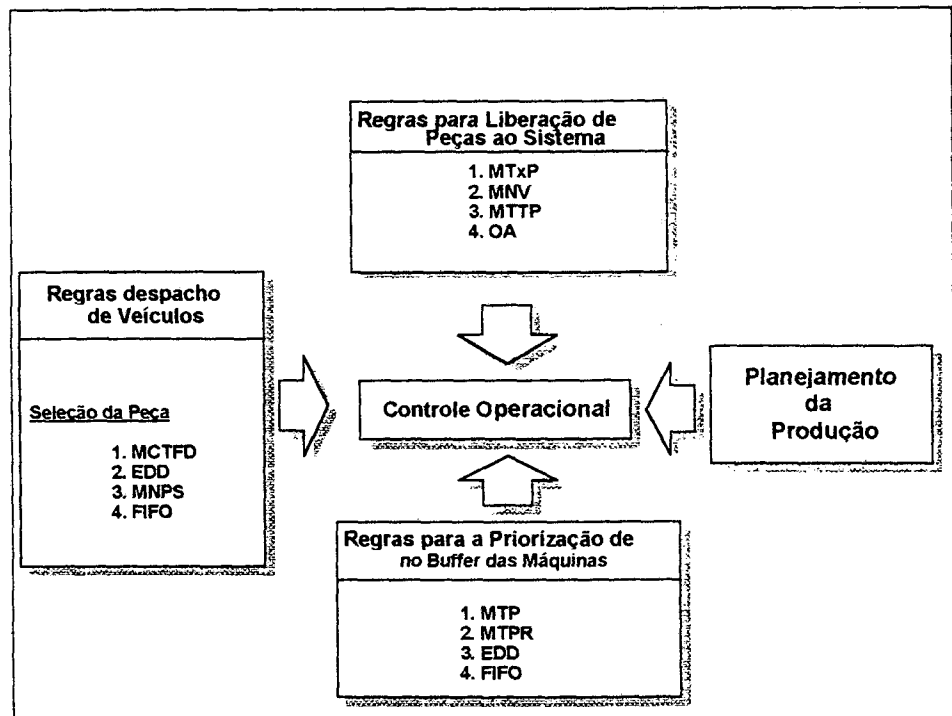 Regras para Liberação de
Peças ao Sistema
1. MTxP
2. MNV
3. MTTP
4. OA
Regras despacho
de Veículos
Seleção da Peça
1. MCTFD
2. EDD
3. MNPS
4. FIFO
Controle Operacional
Planejamento
da
Produção
Regras para a Priorização de
no Buffer das Máquinas
1. MTP
2. MTPR
3. EDD
4. FIFO